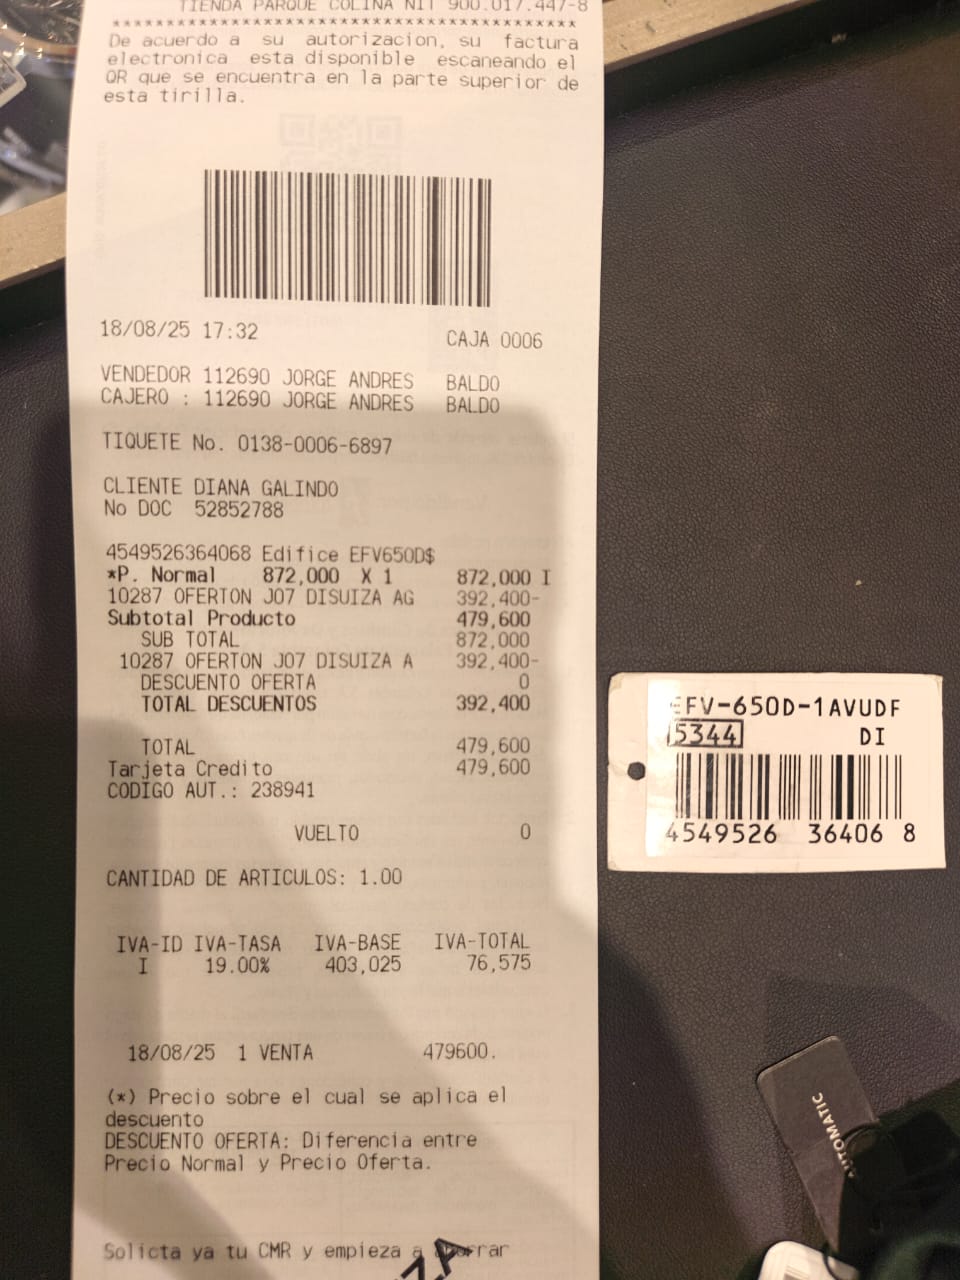 TIENDA PARQUE COLINA NIT 900.017.447-8
******************************************
De acuerdo a su autorizacion, su factura
electronica esta disponible escaneando el
QR que se encuentra en la parte superior de
esta tirilla.
18/08/25 17:32 CAJA 0006
VENDEDOR 112690 JORGE ANDRES BALDO
CAJERO : 112690 JORGE ANDRES BALDO
TIQUETE No. 0138-0006-6897
CLIENTE DIANA GALINDO
No DOC 52852788
4549526364068 Edifice EFV650D$
*P. Normal 872,000 X 1 872,000 I
10287 OFERTON J07 DISUIZA AG 392,400-
Subtotal Producto 479,600
SUB TOTAL 872,000
10287 OFERTON J07 DISUIZA A 392,400-
DESCUENTO OFERTA 0
TOTAL DESCUENTOS 392,400
TOTAL 479,600
Tarjeta Credito 479,600
CODIGO AUT.: 238941
VUELTO 0
CANTIDAD DE ARTICULOS: 1.00
IVA-ID IVA-TASA IVA-BASE IVA-TOTAL
I 19.00% 403,025 76,575
18/08/25 1 VENTA 479600.
(*) Precio sobre el cual se aplica el
descuento
DESCUENTO OFERTA: Diferencia entre
Precio Normal y Precio Oferta.
Solicta ya tu CMR y empieza a ahorrar
EFV-650D-1AVUDF
5344 DI
4549526 36406 8
AUTOMATIC